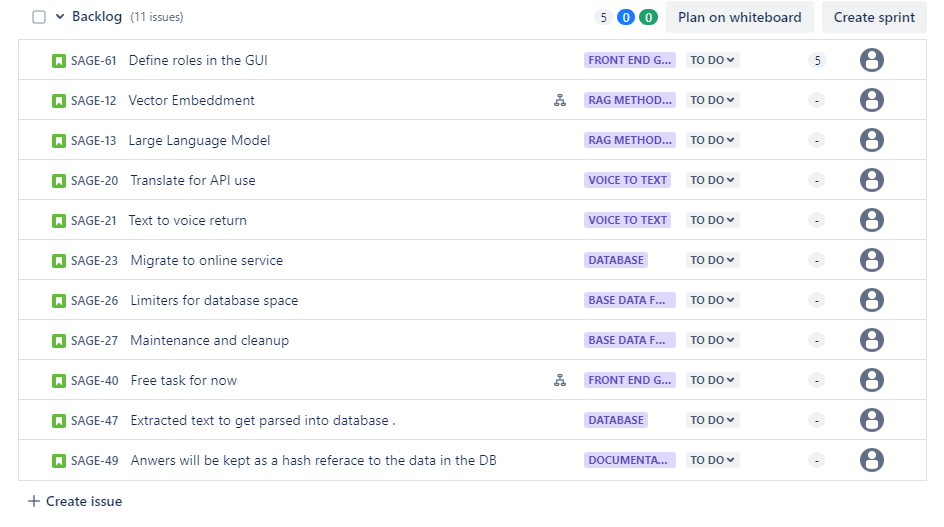 Backlog (11 issues) 5 0 0 Plan on whiteboard Create sprint
SAGE-61 Define roles in the GUI FRONT END G... TO DO 5
SAGE-12 Vector Embeddment RAG METHOD... TO DO -
SAGE-13 Large Language Model RAG METHOD... TO DO -
SAGE-20 Translate for API use VOICE TO TEXT TO DO -
SAGE-21 Text to voice return VOICE TO TEXT TO DO -
SAGE-23 Migrate to online service DATABASE TO DO -
SAGE-26 Limiters for database space BASE DATA F... TO DO -
SAGE-27 Maintenance and cleanup BASE DATA F... TO DO -
SAGE-40 Free task for now FRONT END G... TO DO -
SAGE-47 Extracted text to get parsed into database . DATABASE TO DO -
SAGE-49 Anwers will be kept as a hash referace to the data in the DB DOCUMENTA... TO DO -
+ Create issue